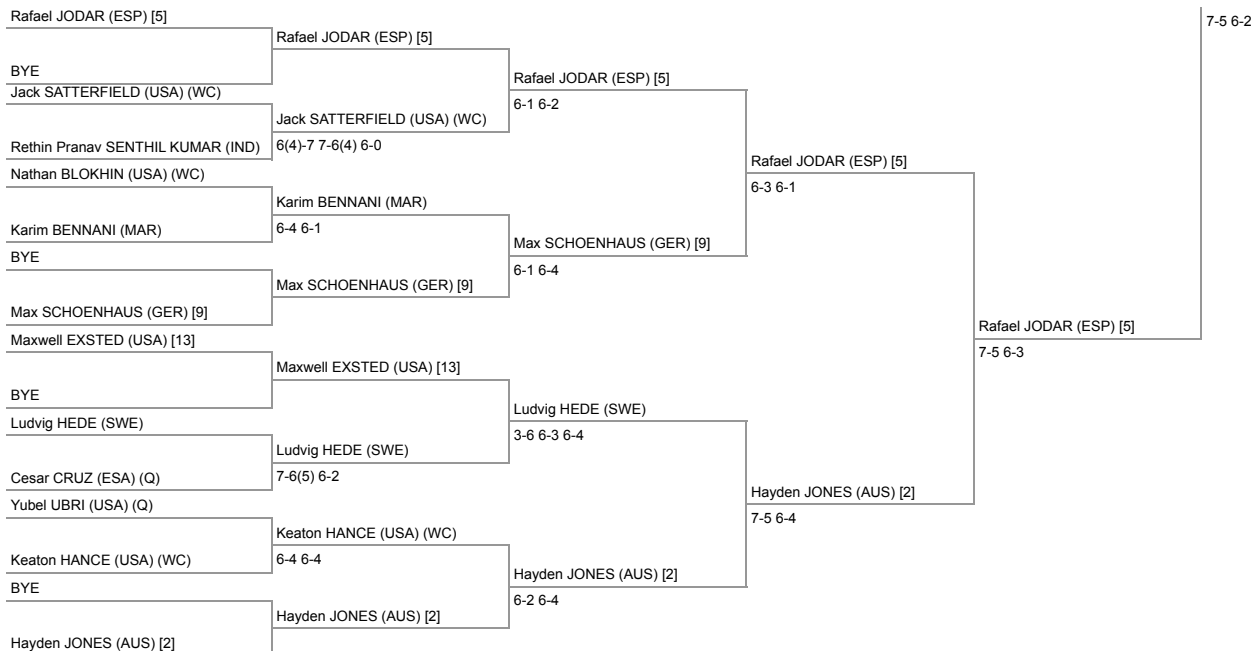 Rafael JODAR (ESP) [5]
BYE
Jack SATTERFIELD (USA) (WC)
Rethin Pranav SENTHIL KUMAR (IND)
Nathan BLOKHIN (USA) (WC)
Karim BENNANI (MAR)
BYE
Max SCHOENHAUS (GER) [9]
Maxwell EXSTED (USA) [13]
BYE
Ludvig HEDE (SWE)
Cesar CRUZ (ESA) (Q)
Yubel UBRI (USA) (Q)
Keaton HANCE (USA) (WC)
BYE
Hayden JONES (AUS) [2]
Rafael JODAR (ESP) [5]
Jack SATTERFIELD (USA) (WC)
6(4)-7 7-6(4) 6-0
Karim BENNANI (MAR)
6-4 6-1
Max SCHOENHAUS (GER) [9]
Maxwell EXSTED (USA) [13]
Ludvig HEDE (SWE)
7-6(5) 6-2
Keaton HANCE (USA) (WC)
6-4 6-4
Hayden JONES (AUS) [2]
Rafael JODAR (ESP) [5]
6-1 6-2
Max SCHOENHAUS (GER) [9]
6-1 6-4
Ludvig HEDE (SWE)
3-6 6-3 6-4
Hayden JONES (AUS) [2]
6-2 6-4
Rafael JODAR (ESP) [5]
6-3 6-1
Hayden JONES (AUS) [2]
7-5 6-4
Rafael JODAR (ESP) [5]
7-5 6-3
7-5 6-2